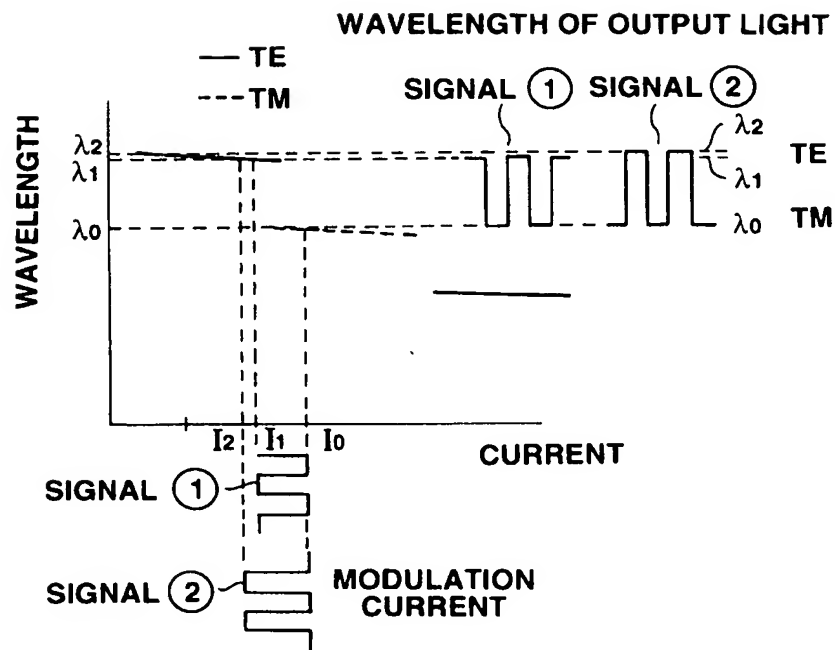 WAVELENGTH OF OUTPUT LIGHT
TE
TM
SIGNAL 1
SIGNAL 2
WAVELENGTH
λ2
λ1
λ0
λ2
TE
λ1
λ0
TM
I2
I1
I0
CURRENT
SIGNAL 1
SIGNAL 2
MODULATION
CURRENT